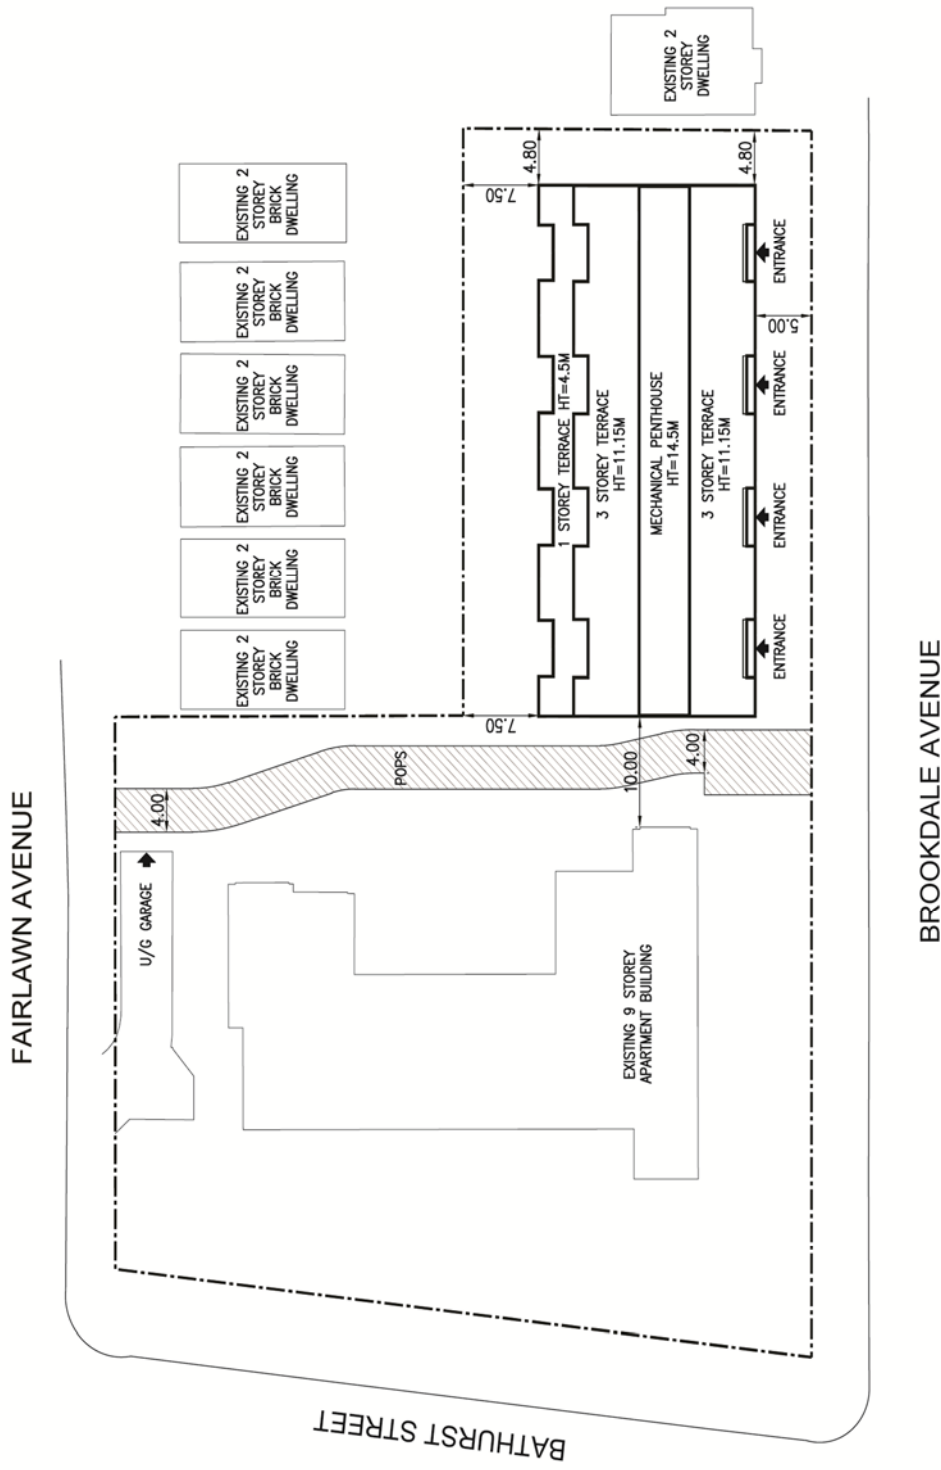 FAIRLAWN AVENUE
BROOKDALE AVENUE
BATHURST STREET
EXISTING 2
STOREY
DWELLING
EXISTING 2
STOREY
BRICK
DWELLING
EXISTING 2
STOREY
BRICK
DWELLING
EXISTING 2
STOREY
BRICK
DWELLING
EXISTING 2
STOREY
BRICK
DWELLING
EXISTING 2
STOREY
BRICK
DWELLING
EXISTING 2
STOREY
BRICK
DWELLING
4.80
7.50
4.80
1 STOREY TERRACE HT=4.5M
3 STOREY TERRACE
HT=11.15M
MECHANICAL PENTHOUSE
HT=14.5M
3 STOREY TERRACE
HT=11.15M
ENTRANCE
5.00
ENTRANCE
ENTRANCE
ENTRANCE
7.50
POPS
10.00
4.00
4.00
U/G GARAGE
EXISTING 9 STOREY
APARTMENT BUILDING